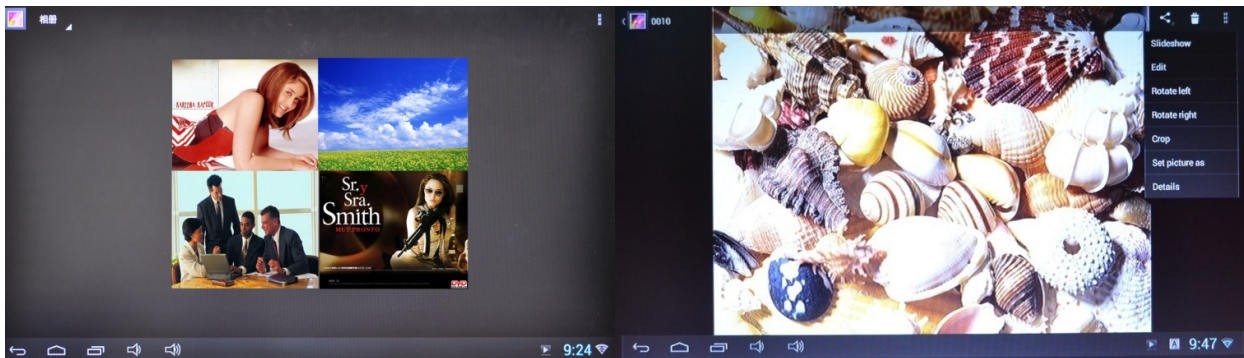 相册
KAREENA KAPOOR
Sr. y
Sra.
Smith
MUY PRONTO
9:24
0010
Slideshow
Edit
Rotate left
Rotate right
Crop
Set picture as
Details
A
9:47